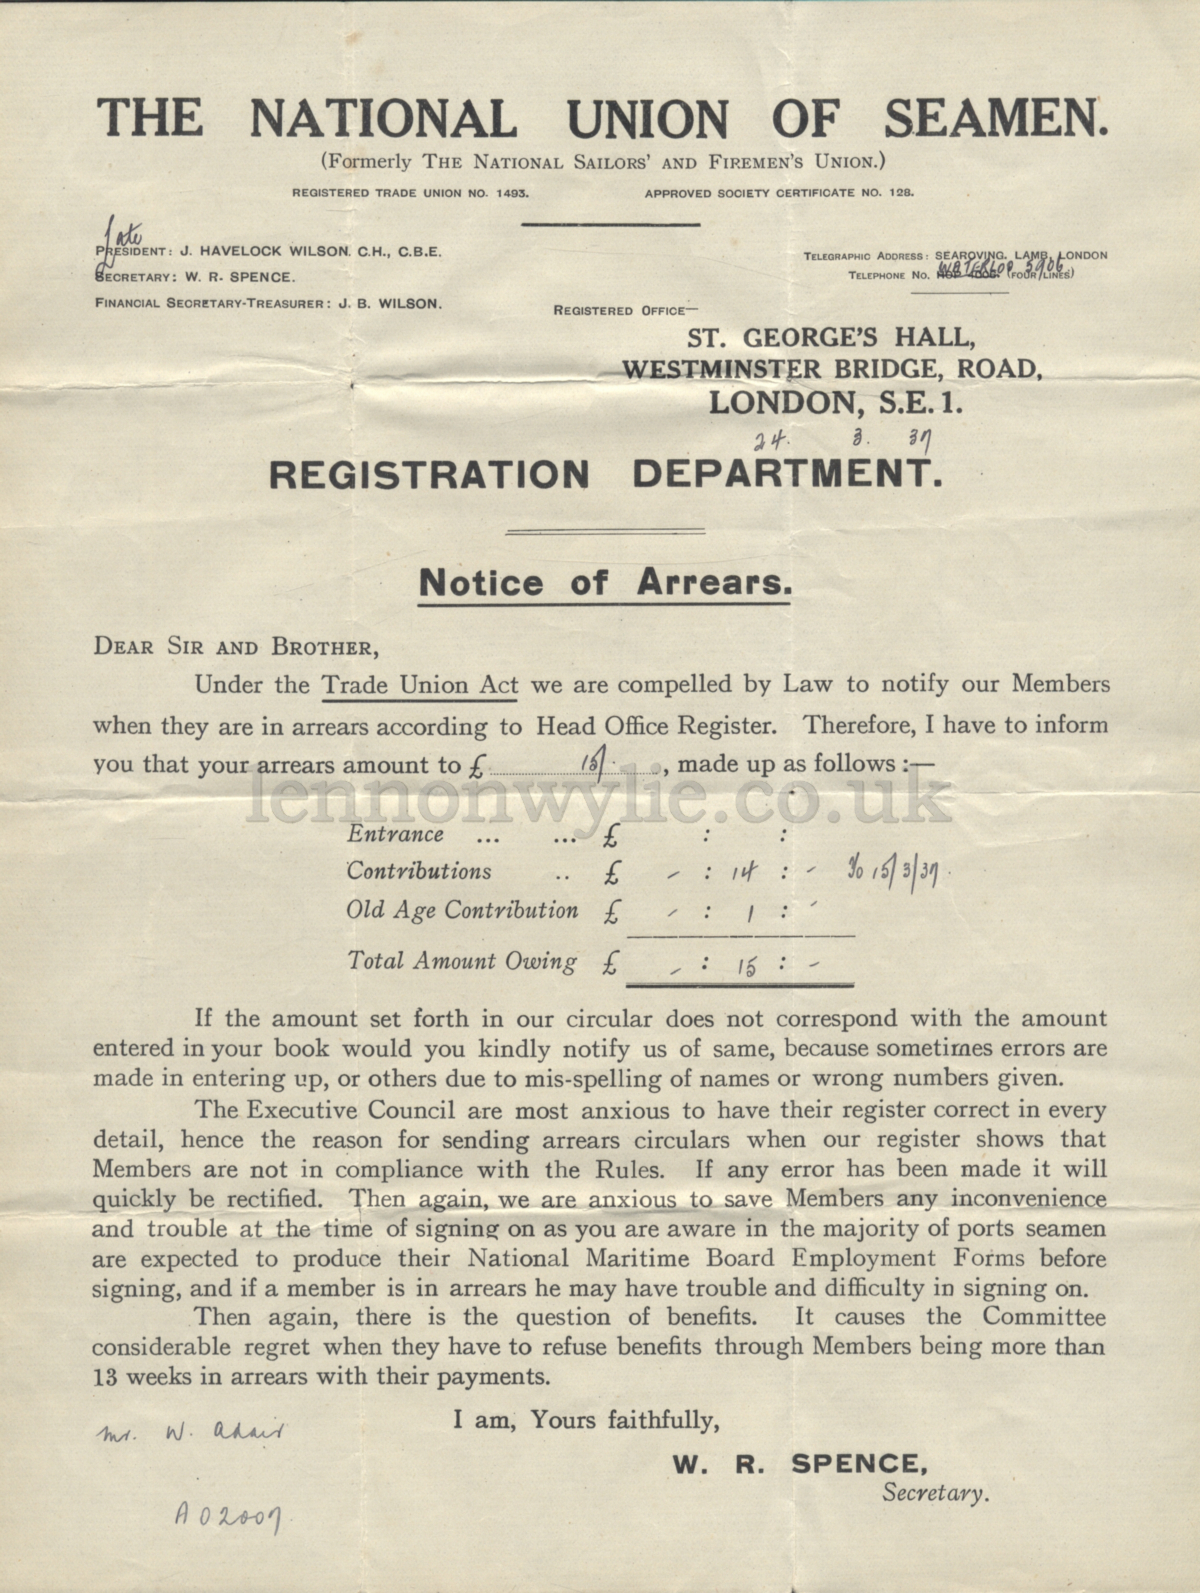 THE NATIONAL UNION OF SEAMEN.
(Formerly THE NATIONAL SAILORS' AND FIREMEN'S UNION.)
REGISTERED TRADE UNION NO. 1493. APPROVED SOCIETY CERTIFICATE NO. 128.
Late
PRESIDENT: J. HAVELOCK WILSON. C.H., C.B.E.
SECRETARY: W. R. SPENCE.
FINANCIAL SECRETARY-TREASURER: J. B. WILSON.
TELEGRAPHIC ADDRESS: SEAROVING. LAMB, LONDON
WATERLOO 5906
TELEPHONE NO. HOP (FOUR LINES)
REGISTERED OFFICE—
ST. GEORGE'S HALL,
WESTMINSTER BRIDGE, ROAD,
LONDON, S.E.1.
24. 3. 37
REGISTRATION DEPARTMENT.
Notice of Arrears.
DEAR SIR AND BROTHER,
Under the Trade Union Act we are compelled by Law to notify our Members
when they are in arrears according to Head Office Register. Therefore, I have to inform
you that your arrears amount to £ 15/- , made up as follows :—
lennonwylie.co.uk
Entrance ... ... £ : :
Contributions .. £ - : 14 : - to 15/3/37.
Old Age Contribution £ - : 1 : -
Total Amount Owing £ - : 15 : -
If the amount set forth in our circular does not correspond with the amount
entered in your book would you kindly notify us of same, because sometimes errors are
made in entering up, or others due to mis-spelling of names or wrong numbers given.
The Executive Council are most anxious to have their register correct in every
detail, hence the reason for sending arrears circulars when our register shows that
Members are not in compliance with the Rules. If any error has been made it will
quickly be rectified. Then again, we are anxious to save Members any inconvenience
and trouble at the time of signing on as you are aware in the majority of ports seamen
are expected to produce their National Maritime Board Employment Forms before
signing, and if a member is in arrears he may have trouble and difficulty in signing on.
Then again, there is the question of benefits. It causes the Committee
considerable regret when they have to refuse benefits through Members being more than
13 weeks in arrears with their payments.
I am, Yours faithfully,
Mr. W. Adair
W. R. SPENCE,
Secretary.
A 02007.